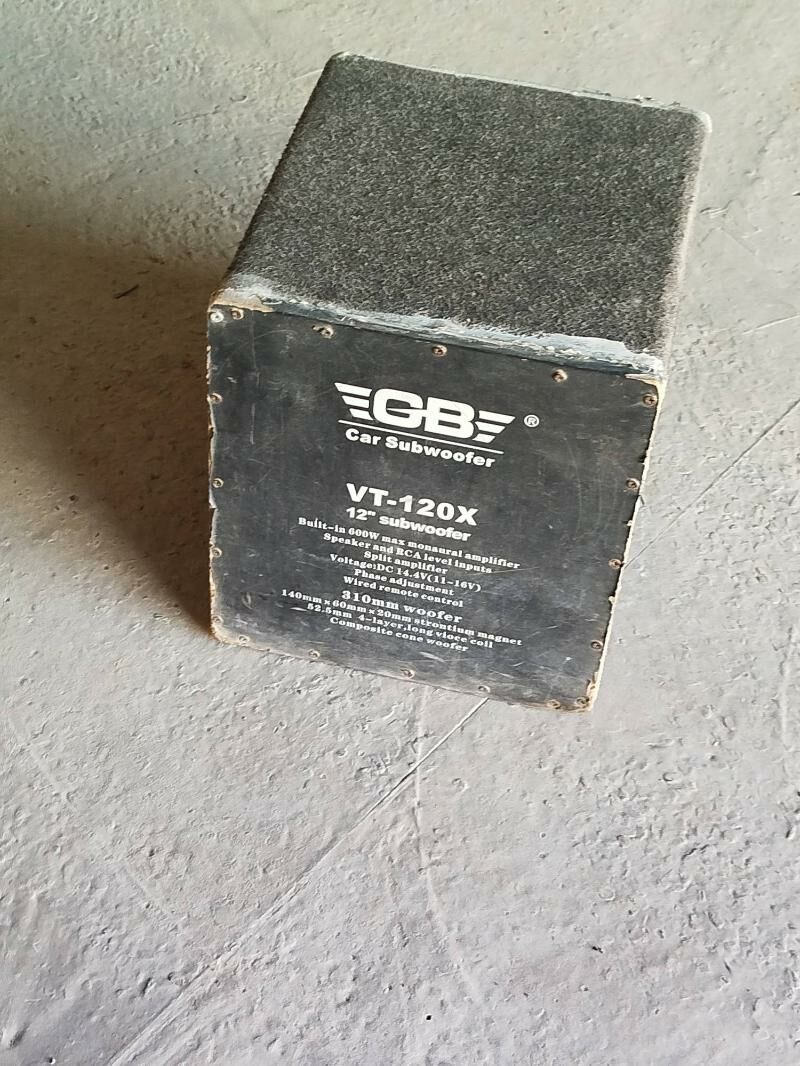 GB ®
Car Subwoofer
VT-120X
12" subwoofer
Built-in 600W max monaural amplifier
Speaker and RCA level inputs
Split amplifier
Voltage:DC 14.4V(11-16V)
Phase adjustment
Wired remote control
310mm woofer
140mm×60mm×20mm strontium magnet
52.5mm 4-layer,long vioce coil
Composite cone woofer